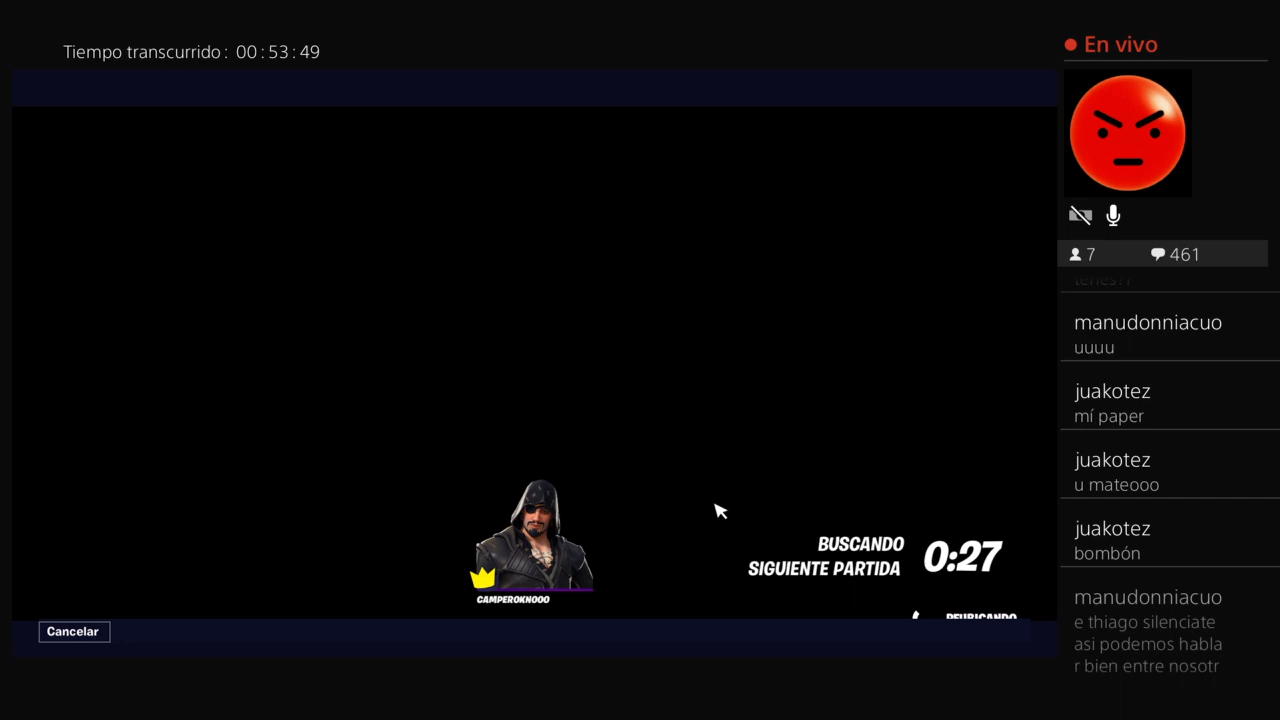 Tiempo transcurrido: 00:53:49
En vivo
7 461
tenes??
manudonniacuo
uuuu
juakotez
mí paper
juakotez
u mateooo
juakotez
bombón
manudonniacuo
e thiago silenciate
asi podemos habla
r bien entre nosotr
BUSCANDO
SIGUIENTE PARTIDA
0:27
CAMPEROKNOOO
Cancelar